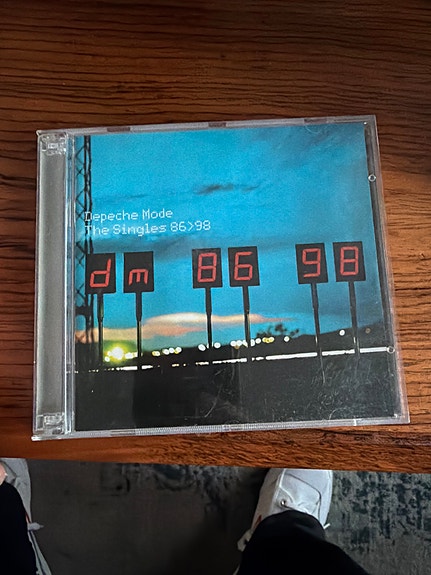 Depeche Mode
The Singles 86>98
dm 86 98